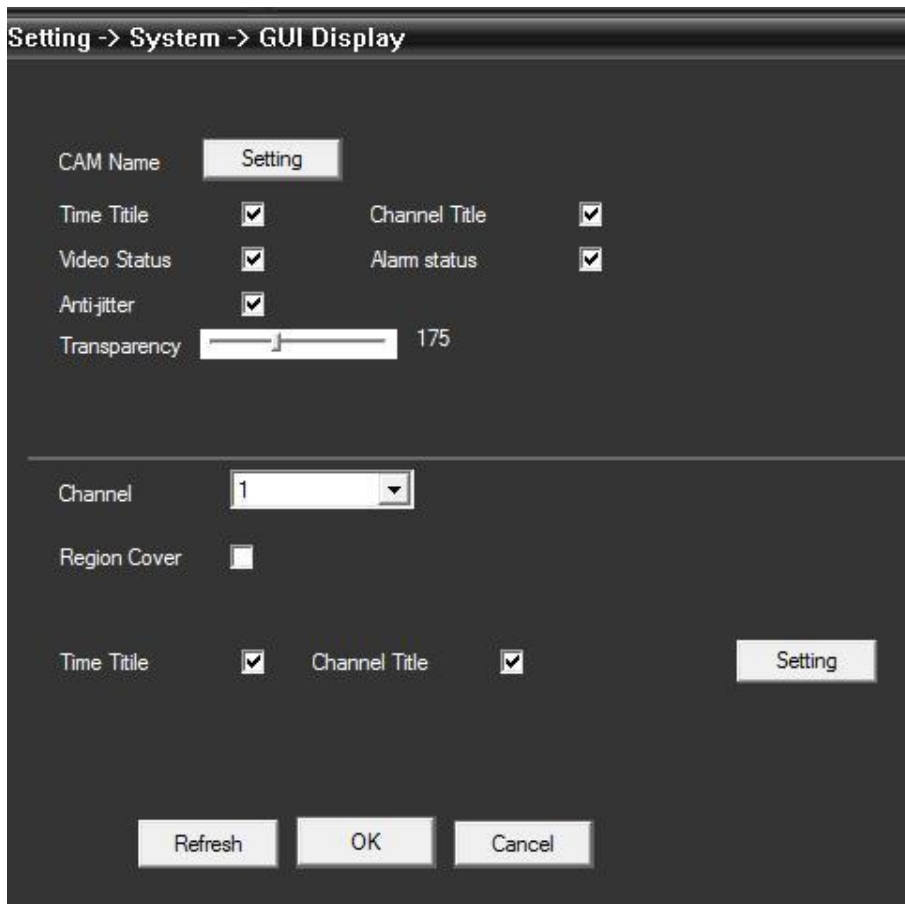 Setting -> System -> GUI Display
CAM Name Setting
Time Titile Channel Title
Video Status Alarm status
Anti-jitter
Transparency 175
Channel 1
Region Cover
Time Titile Channel Title Setting
Refresh OK Cancel